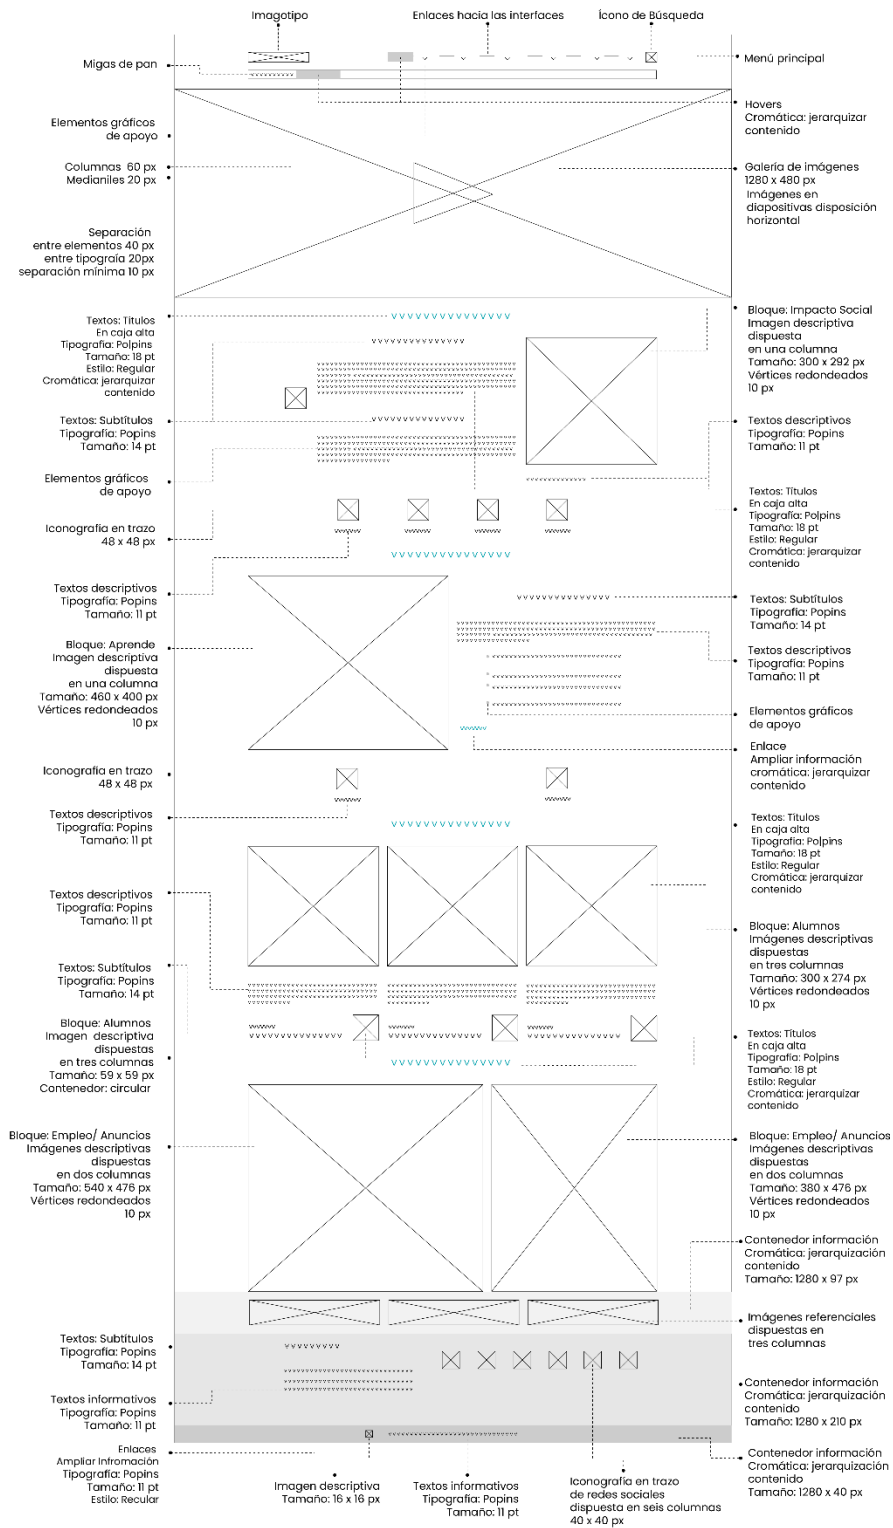 Imagotipo
Enlaces hacia las interfaces
Ícono de Búsqueda
Menú principal
Migas de pan
Hovers
Cromática: jerarquizar
contenido
Elementos gráficos
de apoyo
Columnas  60 px
Medianiles 20 px
Galería de imágenes
1280 x 480 px
Imágenes en
diapositivas disposición
horizontal
Separación
entre elementos 40 px
entre tipograía 20px
separación mínima 10 px
Textos: Títulos
En caja alta
Tipografía: Po|pins
Tamaño: 18 pt
Estilo: Regular
Cromática: jerarquizar
contenido
Bloque: Impacto Social
Imagen descriptiva
dispuesta
en una columna
Tamaño: 300 x 292 px
Vértices redondeados
10 px
Textos: Subtítulos
Tipografía: Popins
Tamaño: 14 pt
Textos descriptivos
Tipografía: Popins
Tamaño: 11 pt
Elementos gráficos
de apoyo
Textos: Títulos
En caja alta
Tipografía: Po|pins
Tamaño: 18 pt
Estilo: Regular
Cromática: jerarquizar
contenido
Iconografía en trazo
48 x 48 px
Textos descriptivos
Tipografía: Popins
Tamaño: 11 pt
Textos: Subtítulos
Tipografía: Popins
Tamaño: 14 pt
Bloque: Aprende
Imagen descriptiva
dispuesta
en una columna
Tamaño: 460 x 400 px
Vértices redondeados
10 px
Textos descriptivos
Tipografía: Popins
Tamaño: 11 pt
Elementos gráficos
de apoyo
Enlace
Ampliar información
cromática: jerarquizar
contenido
Iconografía en trazo
48 x 48 px
Textos descriptivos
Tipografía: Popins
Tamaño: 11 pt
Textos: Títulos
En caja alta
Tipografía: Po|pins
Tamaño: 18 pt
Estilo: Regular
Cromática: jerarquizar
contenido
Textos descriptivos
Tipografía: Popins
Tamaño: 11 pt
Bloque: Alumnos
Imágenes descriptivas
dispuestas
en tres columnas
Tamaño: 300 x 274 px
Vértices redondeados
10 px
Textos: Subtítulos
Tipografía: Popins
Tamaño: 14 pt
Bloque: Alumnos
Imagen  descriptiva
dispuestas
en tres columnas
Tamaño: 59 x 59 px
Contenedor: circular
Textos: Títulos
En caja alta
Tipografía: Po|pins
Tamaño: 18 pt
Estilo: Regular
Cromática: jerarquizar
contenido
Bloque: Empleo/ Anuncios
Imágenes descriptivas
dispuestas
en dos columnas
Tamaño: 540 x 476 px
Vértices redondeados
10 px
Bloque: Empleo/ Anuncios
Imágenes descriptivas
dispuestas
en dos columnas
Tamaño: 380 x 476 px
Vértices redondeados
10 px
Contenedor información
Cromática: jerarquización
contenido
Tamaño: 1280 x 97 px
Imágenes referenciales
dispuestas en
tres columnas
Textos: Subtítulos
Tipografía: Popins
Tamaño: 14 pt
Contenedor información
Cromática: jerarquización
contenido
Tamaño: 1280 x 210 px
Textos informativos
Tipografía: Popins
Tamaño: 11 pt
Enlaces
Ampliar Infromación
Tipografía: Popins
Tamaño: 11 pt
Estilo: Recular
Imagen descriptiva
Tamaño: 16 x 16 px
Textos informativos
Tipografía: Popins
Tamaño: 11 pt
Iconografía en trazo
de redes sociales
dispuesta en seis columnas
40 x 40 px
Contenedor información
Cromática: jerarquización
contenido
Tamaño: 1280 x 40 px